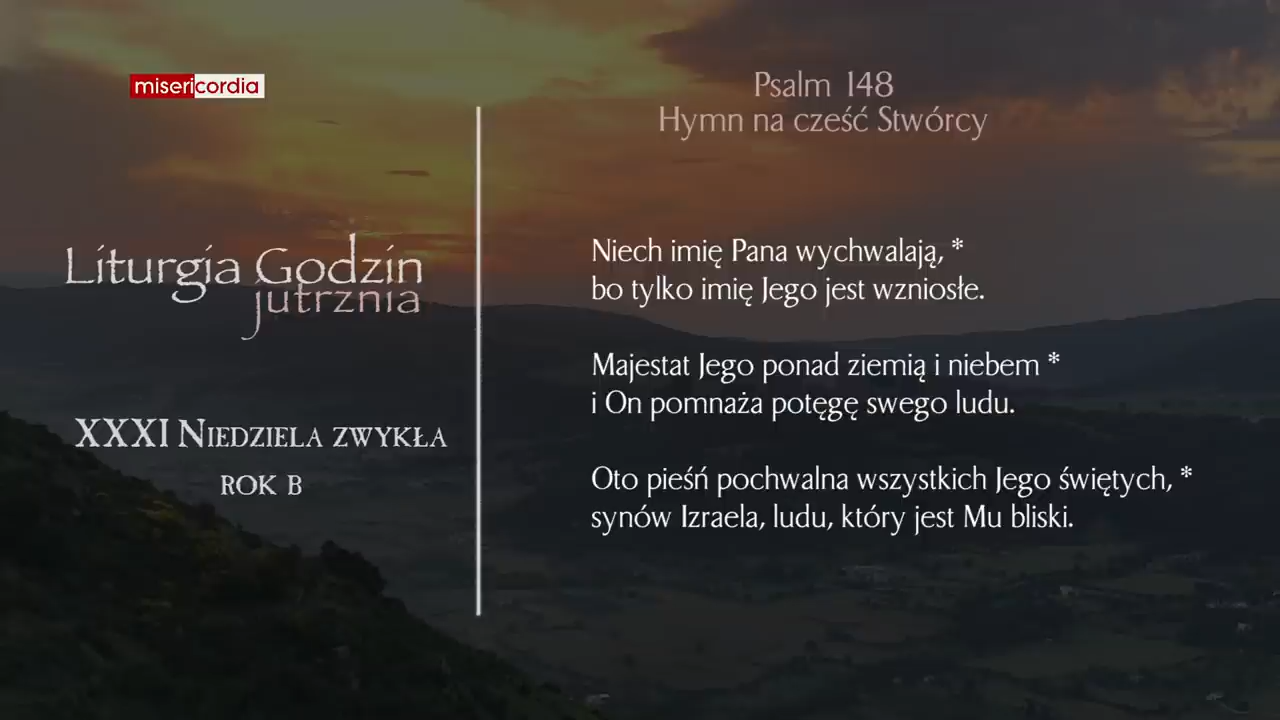 misericordia
Liturgia Godzin
jutrznia
XXXI Niedziela zwykła
rok B
Psalm 148
Hymn na cześć Stwórcy
Niech imię Pana wychwalają, *
bo tylko imię Jego jest wzniosłe.
Majestat Jego ponad ziemią i niebem *
i On pomnaża potęgę swego ludu.
Oto pieśń pochwalna wszystkich Jego świętych, *
synów Izraela, ludu, który jest Mu bliski.